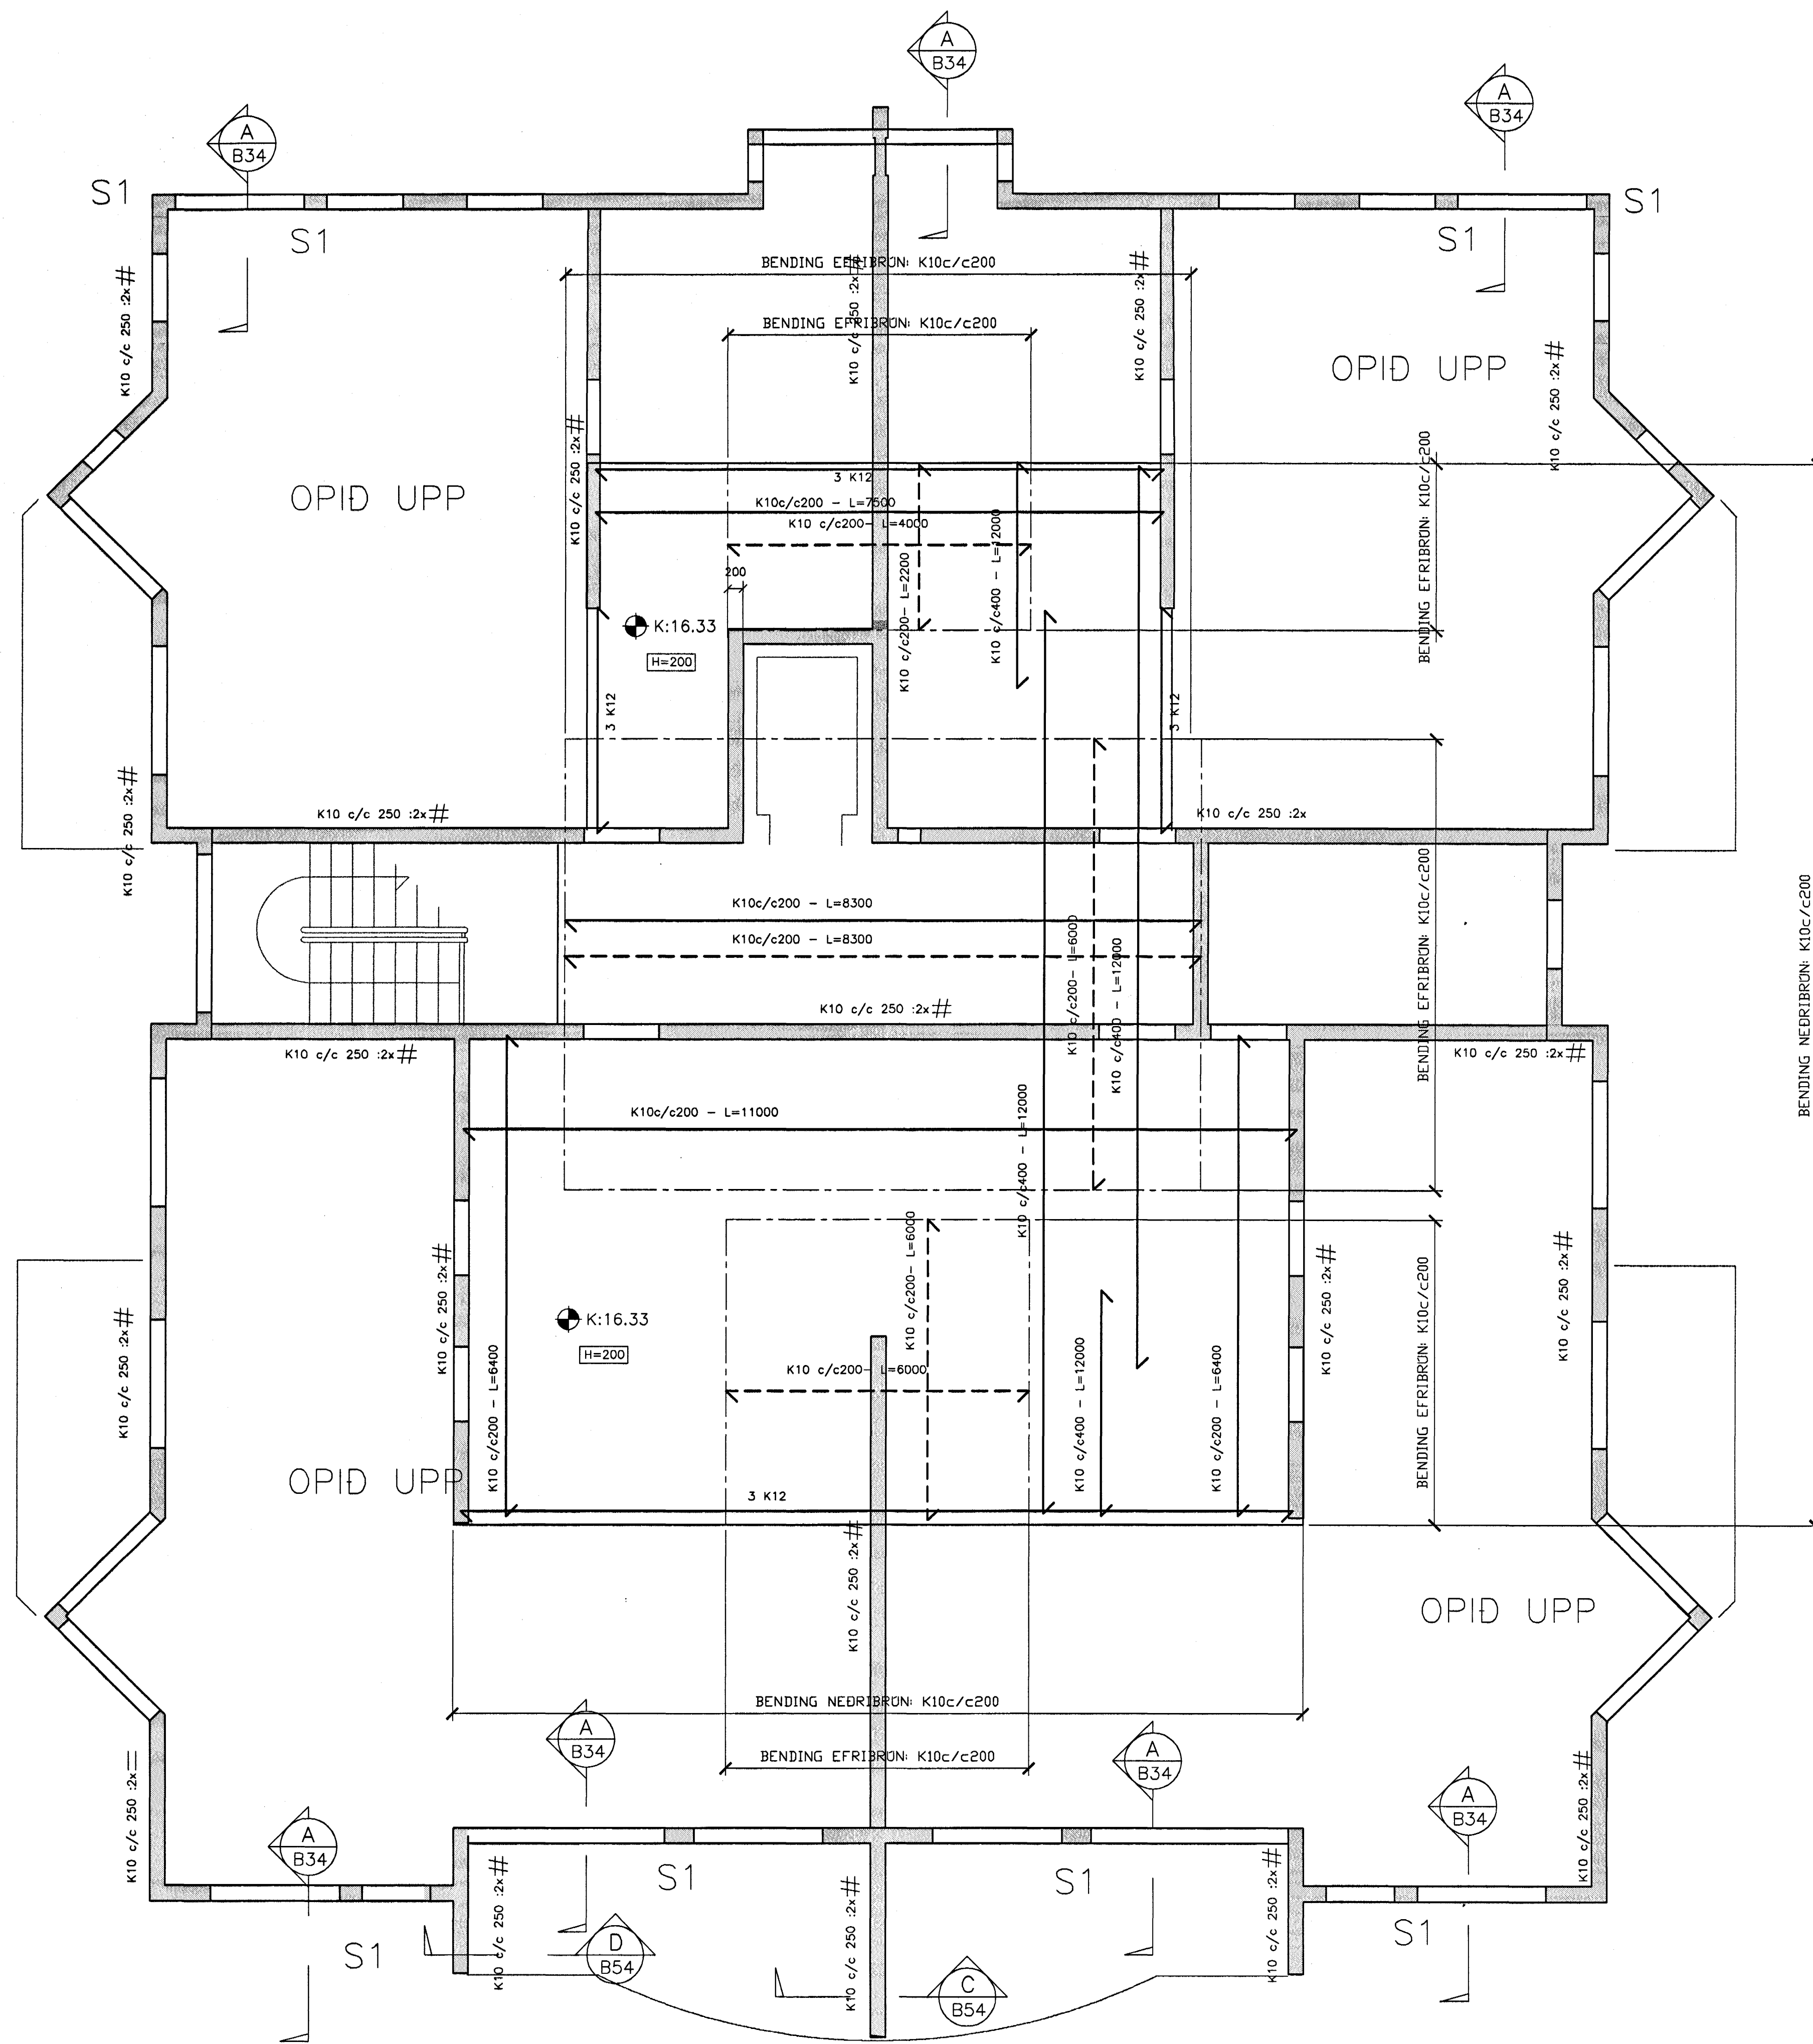 A
B34
A
B34
A
B34
S1
S1
S1
S1
BENDING EFRIBRÚN: K10c/c200
BENDING EFRIBRÚN: K10c/c200
K10 c/c 250 :2x#
K10 c/c 250 :2x#
K10 c/c 250 :2x#
K10 c/c 250 :2x#
K10 c/c 250 :2x#
OPIÐ UPP
OPIÐ UPP
3 K12
K10c/c200 - L=7500
K10 c/c200- L=4000
200
K10 c/c200- L=2200
K10 c/c400 - L=12000
BENDING EFRIBRÚN: K10c/c200
K:16.33
H=200
3 K12
3 K12
K10 c/c 250 :2x#
K10 c/c 250 :2x#
K10 c/c 250 :2x
K10c/c200 - L=8300
K10c/c200 - L=8300
K10 c/c200- L=6000
K10 c/c400 - L=12000
BENDING EFRIBRÚN: K10c/c200
BENDING NEÐRIBRÚN: K10c/c200
K10 c/c 250 :2x#
K10 c/c 250 :2x#
K10 c/c 250 :2x#
K10c/c200 - L=11000
K10 c/c400 - L=12000
K10 c/c 250 :2x#
K10 c/c 250 :2x#
K10 c/c200- L=6000
K10 c/c 250 :2x#
K10 c/c 250 :2x#
K:16.33
H=200
K10 c/c200- L=6000
K10 c/c200 - L=6400
K10 c/c400 - L=12000
K10 c/c200 - L=6400
BENDING EFRIBRÚN: K10c/c200
OPIÐ UPP
3 K12
K10 c/c 250 :2x#
OPIÐ UPP
BENDING NEÐRIBRÚN: K10c/c200
BENDING EFRIBRÚN: K10c/c200
A
B34
A
B34
A
B34
A
B34
K10 c/c 250 :2x=
K10 c/c 250 :2x#
S1
S1
K10 c/c 250 :2x#
K10 c/c 250 :2x#
K10 c/c 250 :2x#
S1
S1
D
B54
C
B54